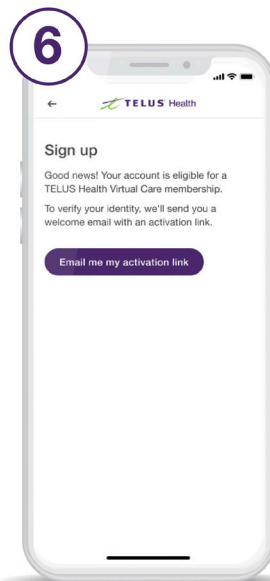 6
TELUS Health
Sign up
Good news! Your account is eligible for a
TELUS Health Virtual Care membership.
To verify your identity, we'll send you a
welcome email with an activation link.
Email me my activation link